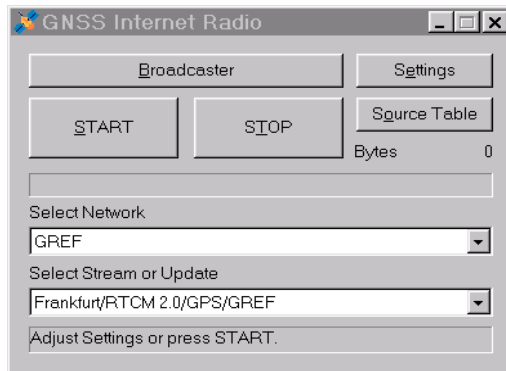 GNSS Internet Radio
Broadcaster
Settings
START
STOP
Source Table
Bytes 0
Select Network
GREF
Select Stream or Update
Frankfurt/RTCM 2.0/GPS/GREF
Adjust Settings or press START.